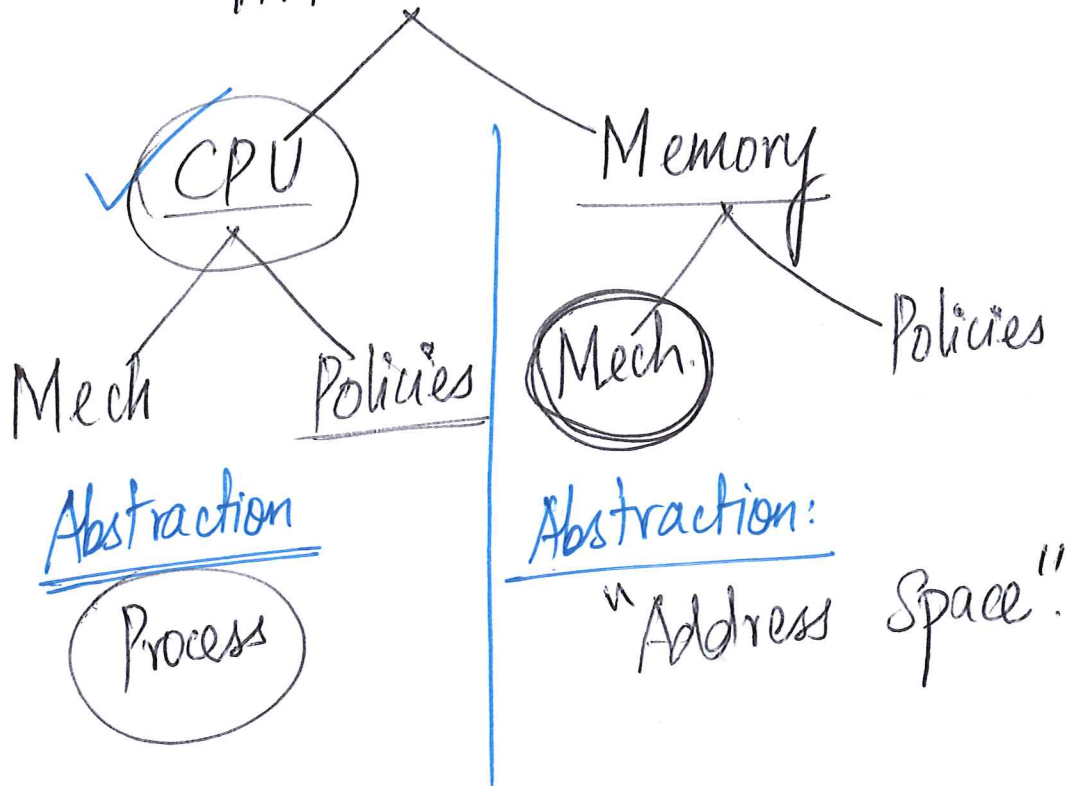 CPU
Memory
Mech
Policies
Mech.
Policies
Abstraction
Process
Abstraction:
"Address Space".